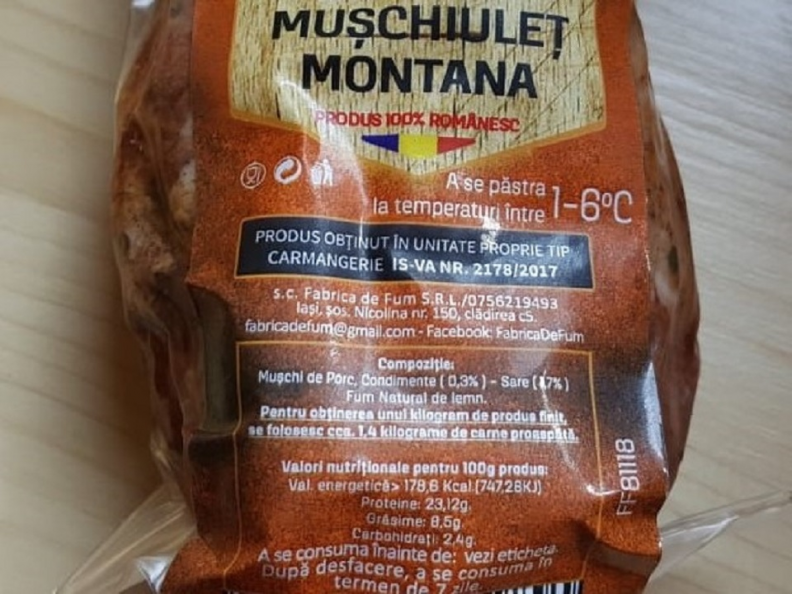 MUȘCHIULEȚ
MONTANA
PRODUS 100% ROMÂNESC
A se păstra
la temperaturi între 1-6ºC
PRODUS OBȚINUT ÎN UNITATE PROPRIE TIP
CARMANGERIE IS-VA NR. 2178/2017
s.c. Fabrica de Fum S.R.L./0756219493
Iași, șos. Nicolina nr. 150, clădirea c5.
fabricadefum@gmail.com - Facebook: FabricaDeFum
Compoziție:
Mușchi de Porc, Condimente ( 0,3% ) - Sare ( 1,7% )
Fum Natural de lemn.
Pentru obținerea unui kilogram de produs finit,
se folosesc cca. 1,4 kilograme de carne proaspătă.
Valori nutriționale pentru 100g produs:
Val. energetică> 178,6 Kcal (747,28KJ)
Proteine: 23,12g.
Grăsime: 8,5g.
Carbohidrați: 2,4g.
A se consuma înainte de: Vezi eticheta.
După desfacere, a se consuma în
termen de 7 zile.
FF81118